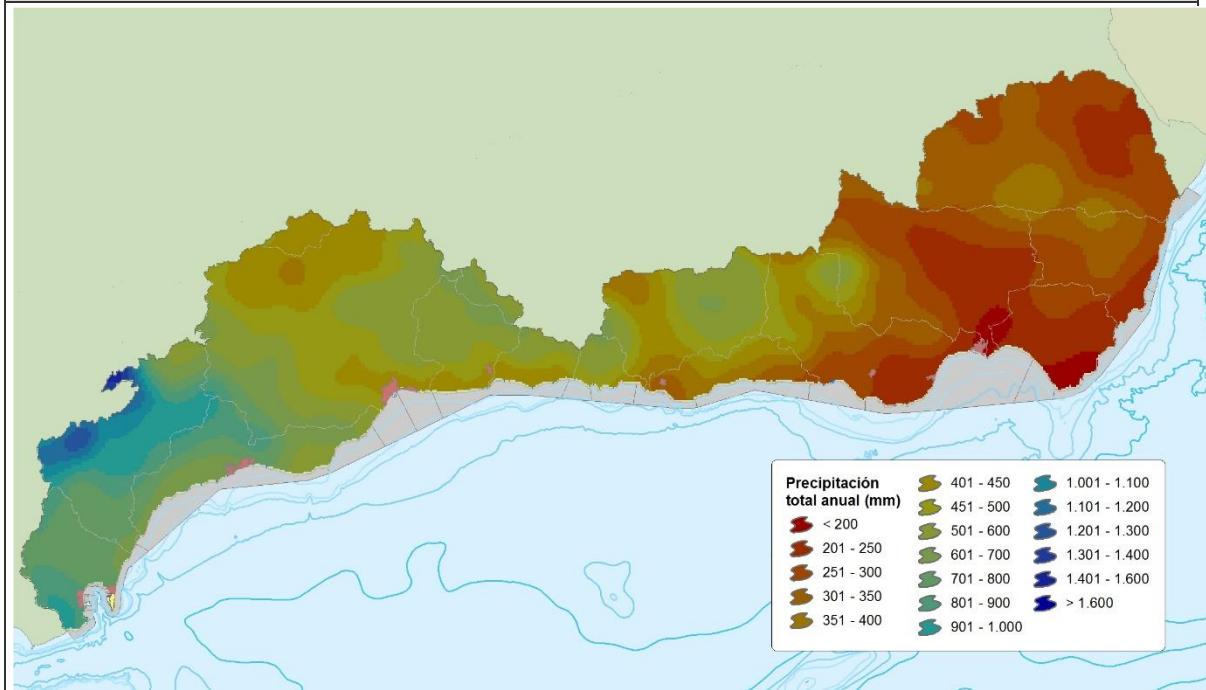 Precipitación
total anual (mm)
< 200
201 - 250
251 - 300
301 - 350
351 - 400
401 - 450
451 - 500
501 - 600
601 - 700
701 - 800
801 - 900
901 - 1.000
1.001 - 1.100
1.101 - 1.200
1.201 - 1.300
1.301 - 1.400
1.401 - 1.600
> 1.600